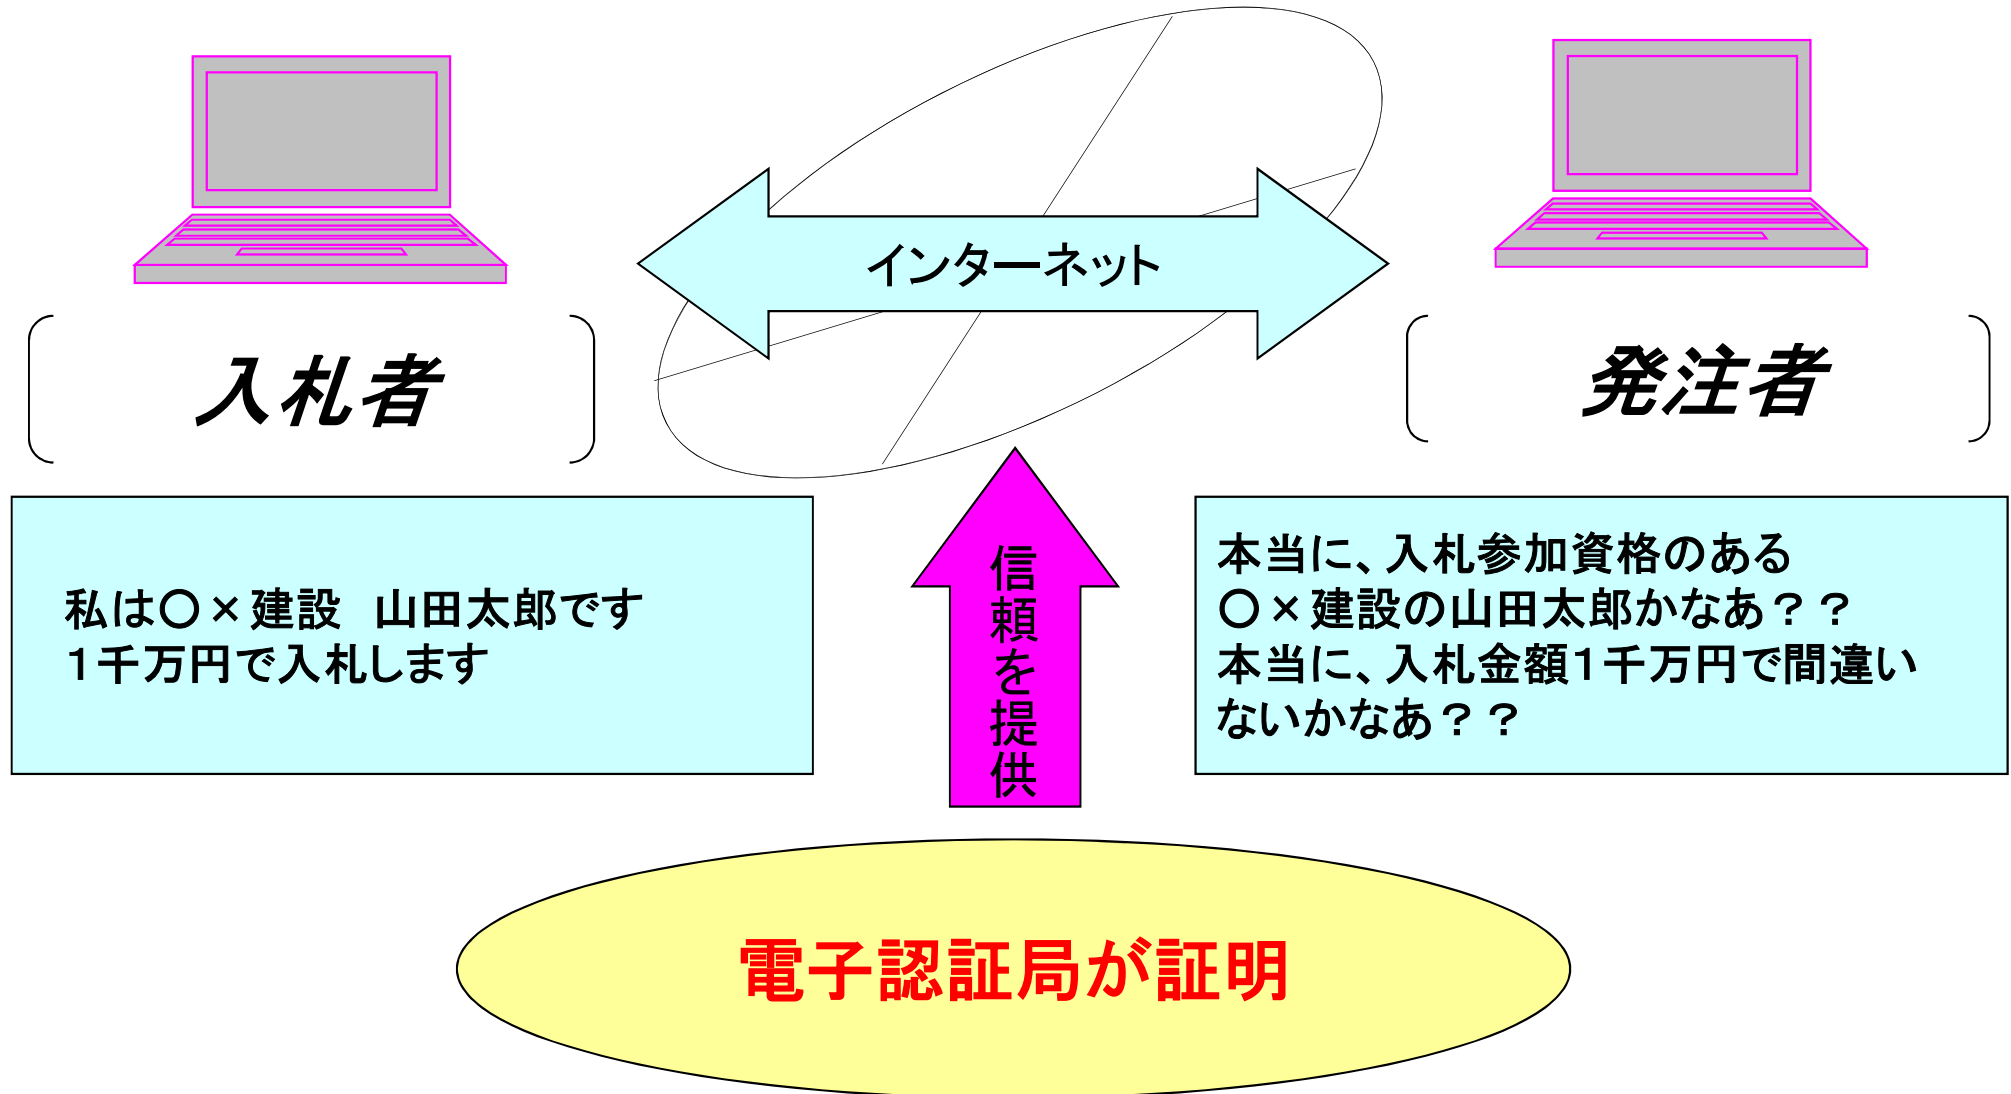 インターネット
入札者
発注者
私は○×建設　山田太郎です
１千万円で入札します
本当に、入札参加資格のある
○×建設の山田太郎かなあ？？
本当に、入札金額１千万円で間違い
ないかなあ？？
信頼を提供
電子認証局が証明